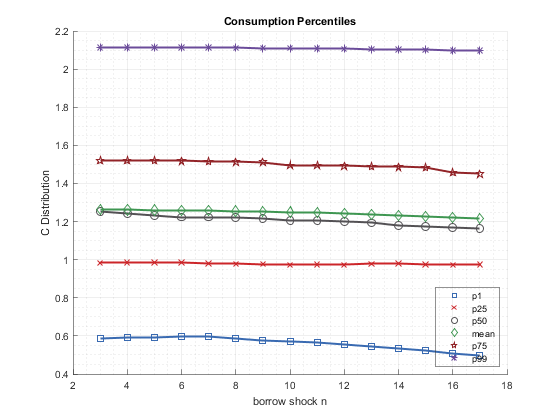 Consumption Percentiles
2.2
2
1.8
1.6
1.4
1.2
1
0.8
0.6
0.4
C Distribution
2 4 6 8 10 12 14 16 18
borrow shock n
p1
p25
p50
mean
p75
p99